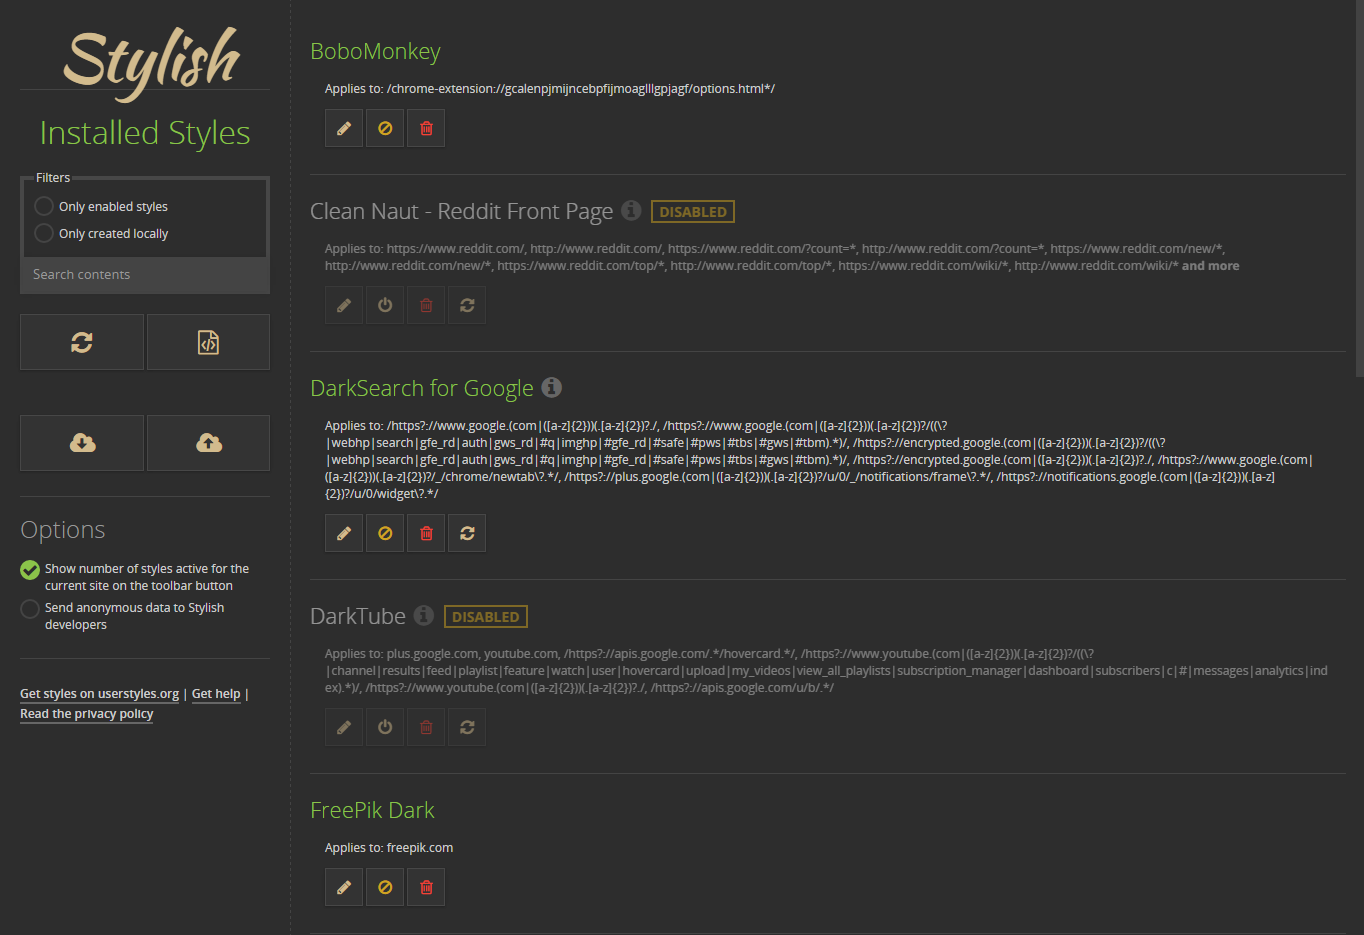 Stylish
Installed Styles
Filters
Only enabled styles
Only created locally
Search contents
Options
Show number of styles active for the
current site on the toolbar button
Send anonymous data to Stylish
developers
Get styles on userstyles.org | Get help |
Read the privacy policy
BoboMonkey
Applies to: /chrome-extension://gcalenpjmijncebpfijmoaglllgpjagf/options.html*/
Clean Naut - Reddit Front Page DISABLED
Applies to: https://www.reddit.com/, http://www.reddit.com/, https://www.reddit.com/?count=*, http://www.reddit.com/?count=*, https://www.reddit.com/new/*,
http://www.reddit.com/new/*, https://www.reddit.com/top/*, http://www.reddit.com/top/*, https://www.reddit.com/wiki/*, http://www.reddit.com/wiki/* and more
DarkSearch for Google
Applies to: /https?://www.google.(com|([a-z]{2}))(.[a-z]{2})?./, /https?://www.google.(com|([a-z]{2}))(.[a-z]{2})?/((\?
|webhp|search|gfe_rd|auth|gws_rd|#q|imghp|#gfe_rd|#safe|#pws|#tbs|#gws|#tbm).*)/, /https?://encrypted.google.(com|([a-z]{2}))(.[a-z]{2})?/((\?
|webhp|search|gfe_rd|auth|gws_rd|#q|imghp|#gfe_rd|#safe|#pws|#tbs|#gws|#tbm).*)/, /https?://encrypted.google.(com|([a-z]{2}))(.[a-z]{2})?./, /https?://www.google.(com|
([a-z]{2}))(.[a-z]{2})?/_/chrome/newtab\?.*/, /https?://plus.google.(com|([a-z]{2}))(.[a-z]{2})?/u/0/_/notifications/frame\?.*/, /https?://notifications.google.(com|([a-z]{2}))(.[a-z]
{2})?/u/0/widget\?.*/
DarkTube DISABLED
Applies to: plus.google.com, youtube.com, /https?://apis.google.com/.*/hovercard.*/, /https?://www.youtube.(com|([a-z]{2}))(.[a-z]{2})?/((\?
|channel|results|feed|playlist|feature|watch|user|hovercard|upload|my_videos|view_all_playlists|subscription_manager|dashboard|subscribers|c|#|messages|analytics|ind
ex).*)/, /https?://www.youtube.(com|([a-z]{2}))(.[a-z]{2})?./, /https?://apis.google.com/u/b/.*/
FreePik Dark
Applies to: freepik.com